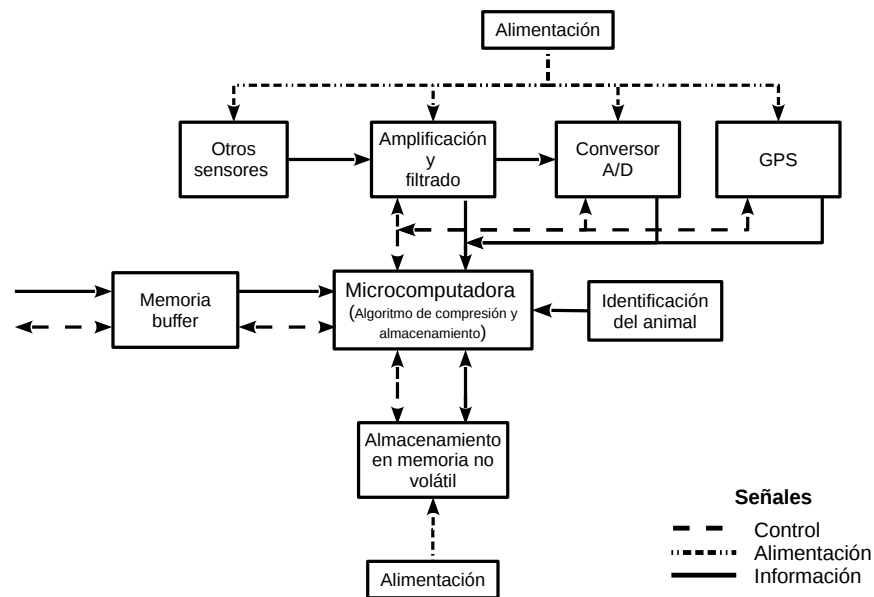 Alimentación
Otros
sensores
Amplificación
y
filtrado
Conversor
A/D
GPS
Memoria
buffer
Microcomputadora
(Algoritmo de compresión y
almacenamiento)
Identificación
del animal
Almacenamiento
en memoria no
volátil
Alimentación
Señales
Control
Alimentación
Información